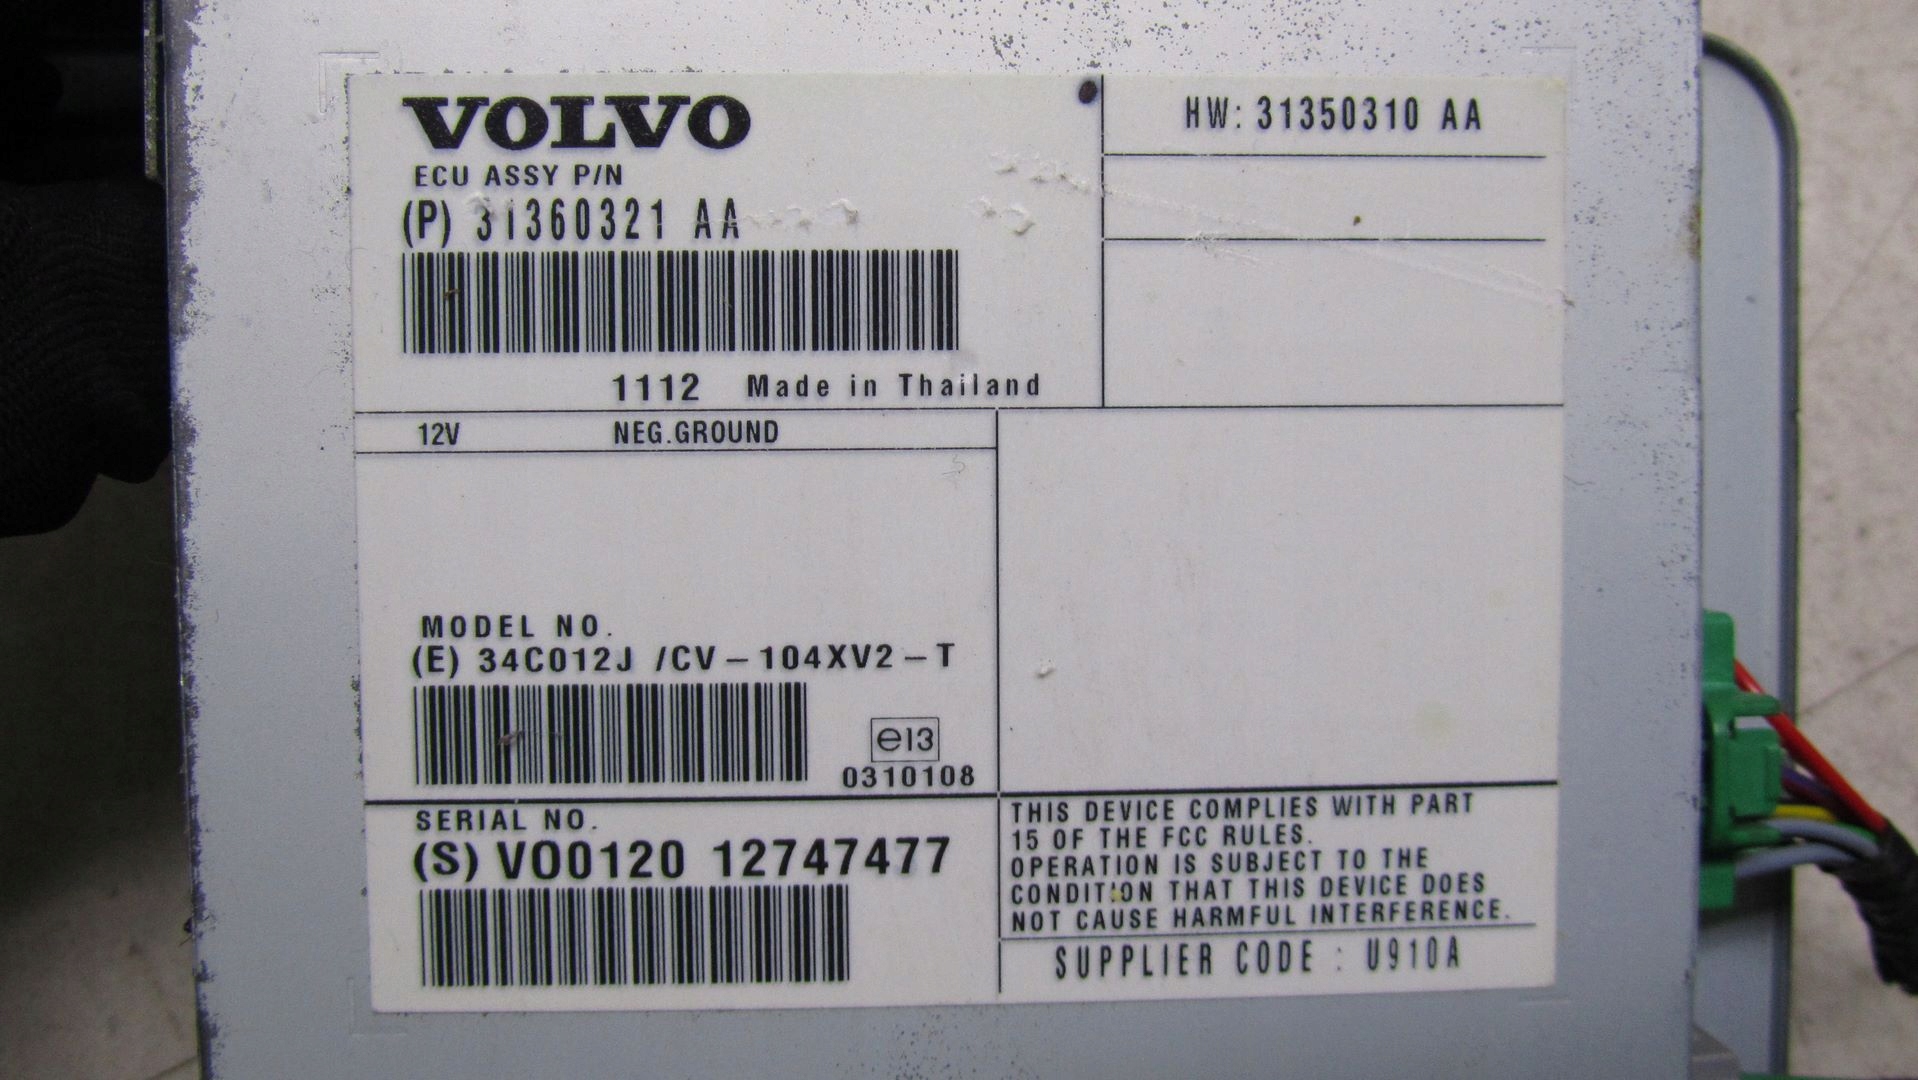 VOLVO
ECU ASSY P/N
(P) 31360321 AA
1112 Made in Thailand
HW: 31350310 AA
12V NEG.GROUND
MODEL NO.
(E) 34C012J /CV-104XV2-T
e13
0310108
SERIAL NO.
(S) VO0120 12747477
THIS DEVICE COMPLIES WITH PART
15 OF THE FCC RULES.
OPERATION IS SUBJECT TO THE
CONDITION THAT THIS DEVICE DOES
NOT CAUSE HARMFUL INTERFERENCE.
SUPPLIER CODE : U910A